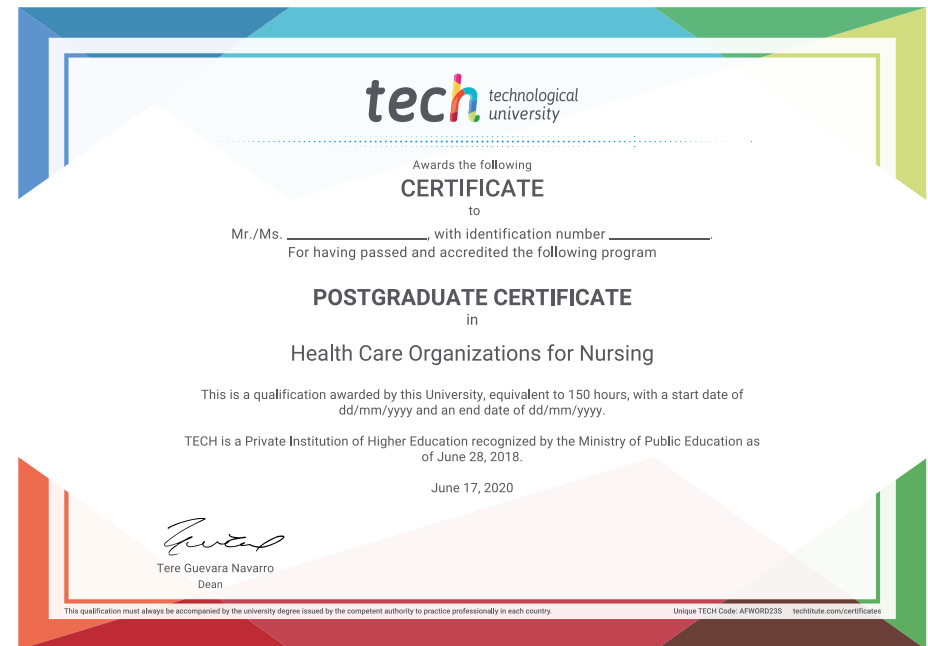 tech technological
university
Awards the following
CERTIFICATE
to
Mr./Ms. ____________________, with identification number ______________.
For having passed and accredited the following program
POSTGRADUATE CERTIFICATE
in
Health Care Organizations for Nursing
This is a qualification awarded by this University, equivalent to 150 hours, with a start date of
dd/mm/yyyy and an end date of dd/mm/yyyy.
TECH is a Private Institution of Higher Education recognized by the Ministry of Public Education as
of June 28, 2018.
June 17, 2020
Tere Guevara Navarro
Dean
This qualification must always be accompanied by the university degree issued by the competent authority to practice professionally in each country.
Unique TECH Code: AFWORD23S techtitute.com/certificates